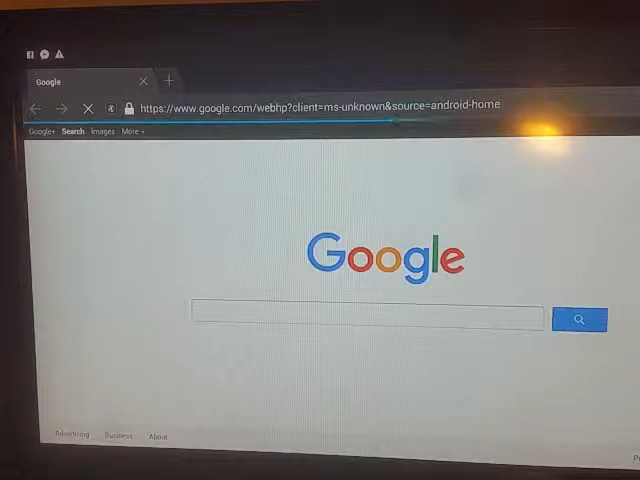 Google
https://www.google.com/webhp?client=ms-unknown&source=android-home
Google+ Search Images More
Google
Advertising Business About